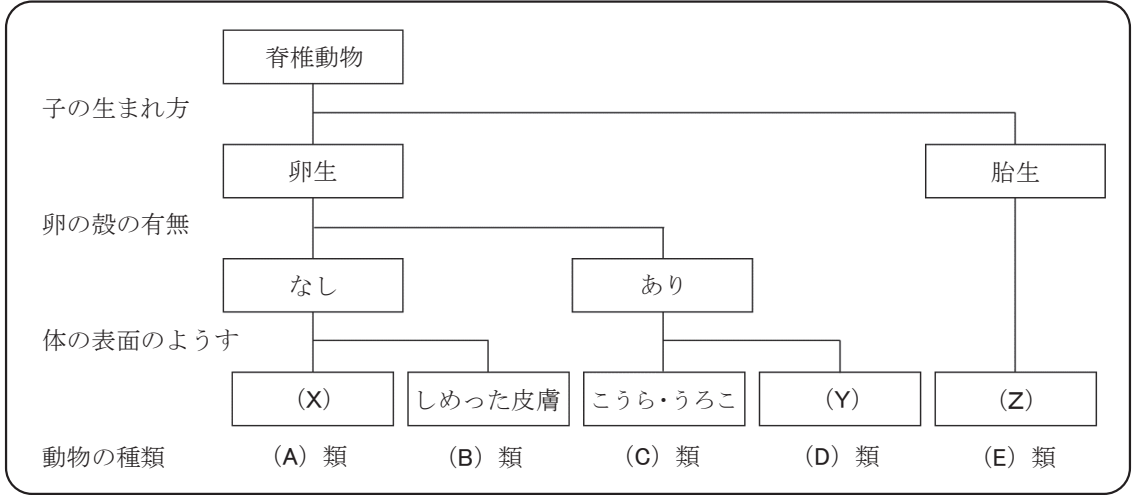 脊椎動物
子の生まれ方
卵生 胎生
卵の殻の有無
なし あり
体の表面のようす
(X) しめった皮膚 こうら・うろこ (Y) (Z)
動物の種類 (A)類 (B)類 (C)類 (D)類 (E)類